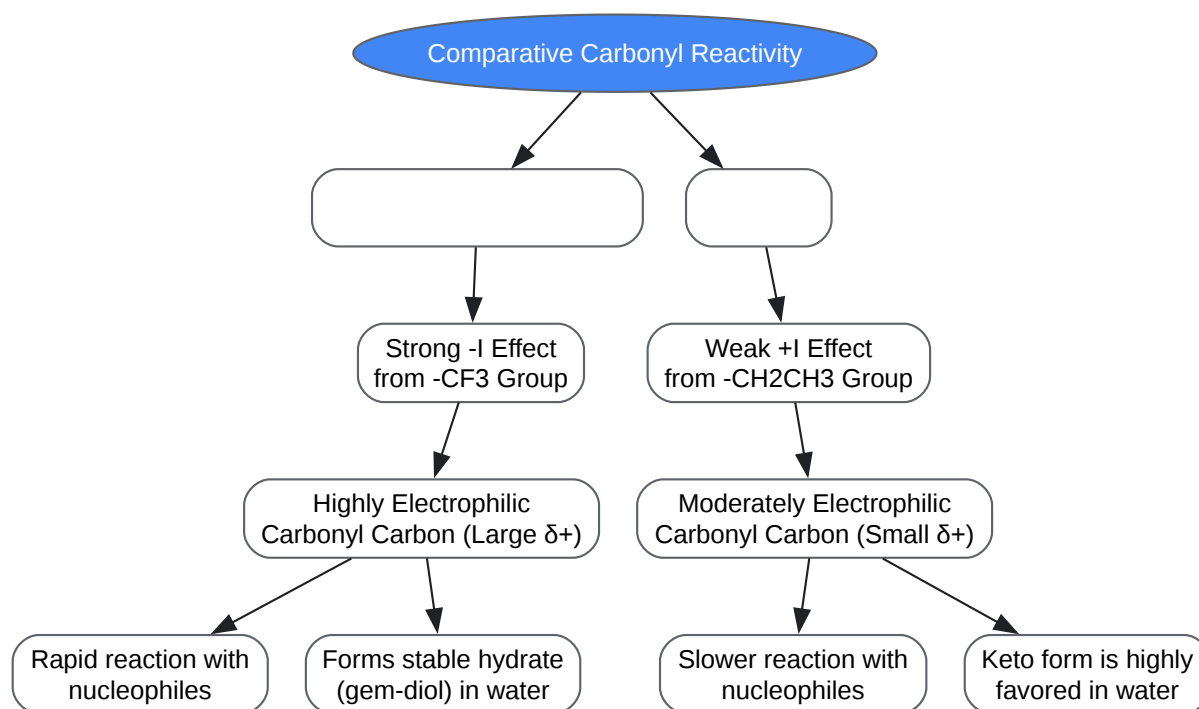 Comparative Carbonyl Reactivity
Strong -I Effect
from -CF3 Group
Weak +I Effect
from -CH2CH3 Group
Highly Electrophilic
Carbonyl Carbon (Large δ+)
Moderately Electrophilic
Carbonyl Carbon (Small δ+)
Rapid reaction with
nucleophiles
Forms stable hydrate
(gem-diol) in water
Slower reaction with
nucleophiles
Keto form is highly
favored in water